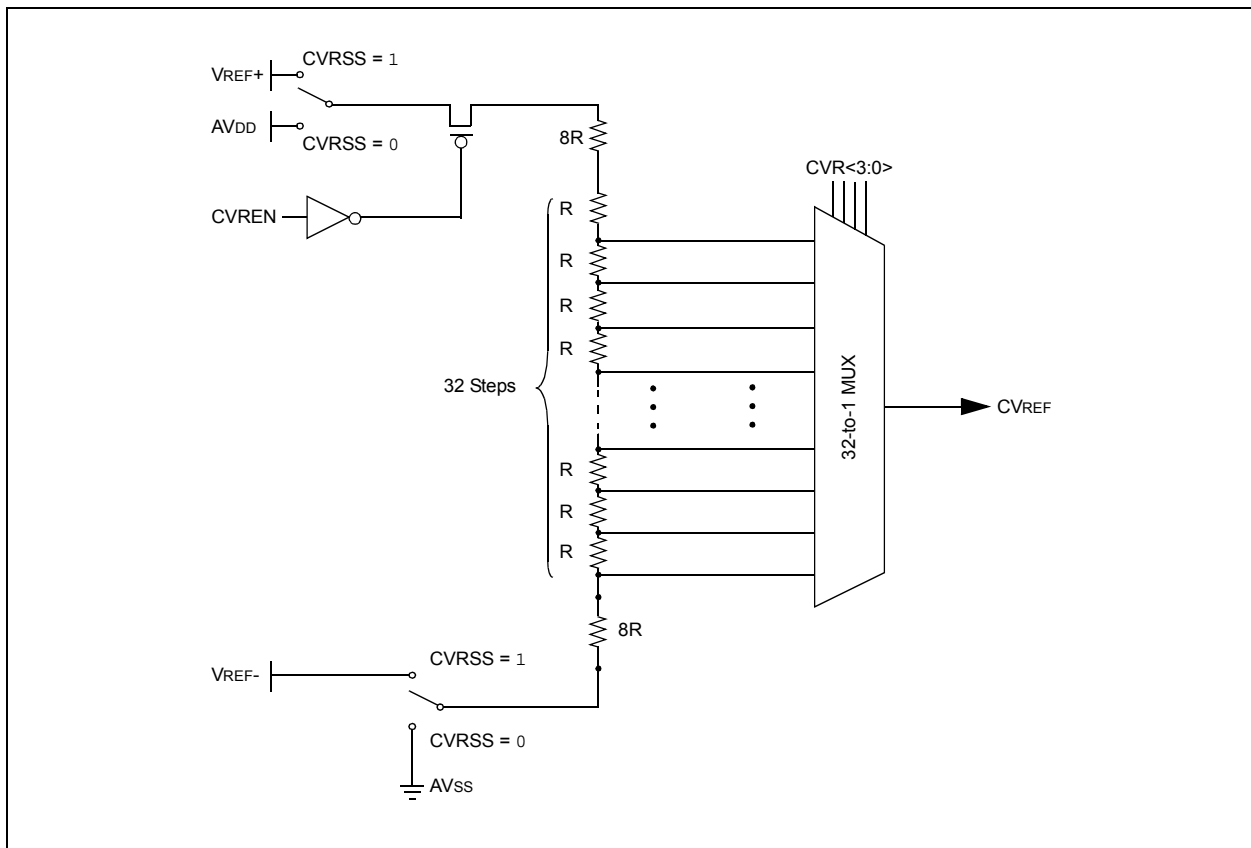 CVRSS = 1
VREF+
AVDD
CVRSS = 0
8R
CVR<3:0>
CVREN
R
R
R
R
32 Steps
32-to-1 MUX
CVREF
R
R
R
8R
CVRSS = 1
VREF-
CVRSS = 0
AVSS